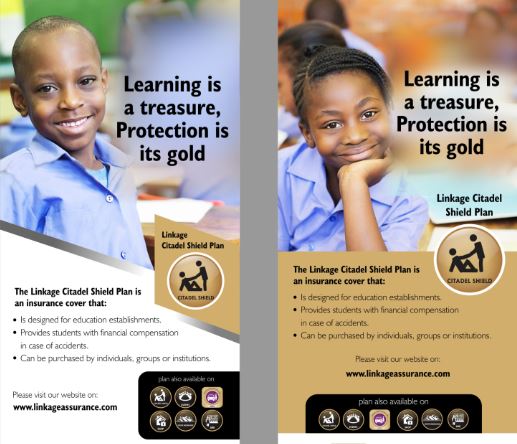 Learning is
a treasure,
Protection is
its gold
Linkage
Citadel Shield Plan
CITADEL SHIELD
The Linkage Citadel Shield Plan is
an insurance cover that:
• Is designed for education establishments.
• Provides students with financial compensation
in case of accidents.
• Can be purchased by individuals, groups or institutions.
Please visit our website on:
www.linkageassurance.com
plan also available on:
Learning is
a treasure,
Protection is
its gold
Linkage Citadel
Shield Plan
CITADEL SHIELD
The Linkage Citadel Shield Plan is
an insurance cover that:
• Is designed for education establishments.
• Provides students with financial compensation
in case of accidents.
• Can be purchased by individuals, groups or institutions.
Please visit our website on:
www.linkageassurance.com
plan also available on: